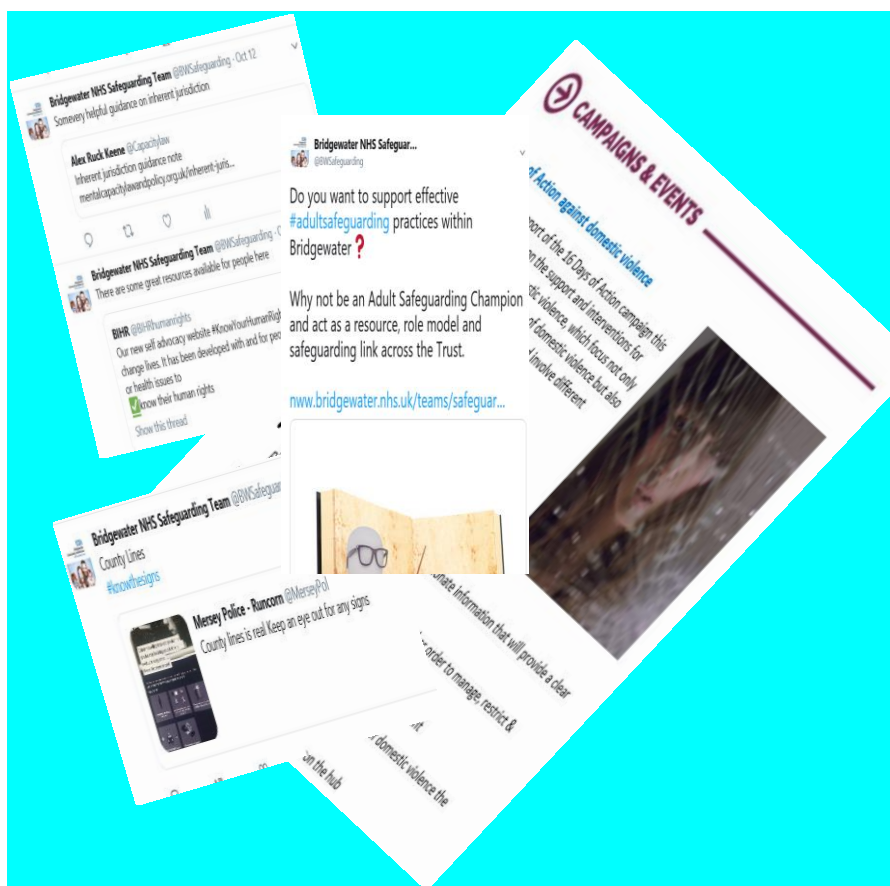 Bridgewater NHS Safeguarding Team @BWSafeguarding · Oct 12
Somevery helpful guidance on inherent jurisdiction
Alex Ruck Keene @Capacitylaw
Inherent jurisdiction guidance note
mentalcapacitylawandpolicy.org.uk/inherent-juris...
Bridgewater NHS Safeguarding Team @BWSafeguarding ·
There are some great resources available for people here
BIHR @BIHRhumanrights
Our new self advocacy website #KnowYourHumanRigh
change lives. It has been developed with and for peo
or health issues to
✅know their human rights
Show this thread
Bridgewater NHS Safeguar...
@BWSafeguarding
Do you want to support effective
#adultsafeguarding practices within
Bridgewater❓
Why not be an Adult Safeguarding Champion
and act as a resource, role model and
safeguarding link across the Trust.
www.bridgewater.nhs.uk/teams/safeguar...
CAMPAIGNS & EVENTS
of Action against domestic violence
port of the 16 Days of Action campaign this
on the support and interventions for
stic violence, which focus not only
of domestic violence but also
involve different
Bridgewater NHS Safeguarding Team @BWSafeguar
County Lines
#knowthesigns
Mersey Police - Runcorn @MerseyPol
County lines is real Keep an eye out for any signs
onate information that will provide a clear
order to manage, restrict &
domestic violence the
on the hub